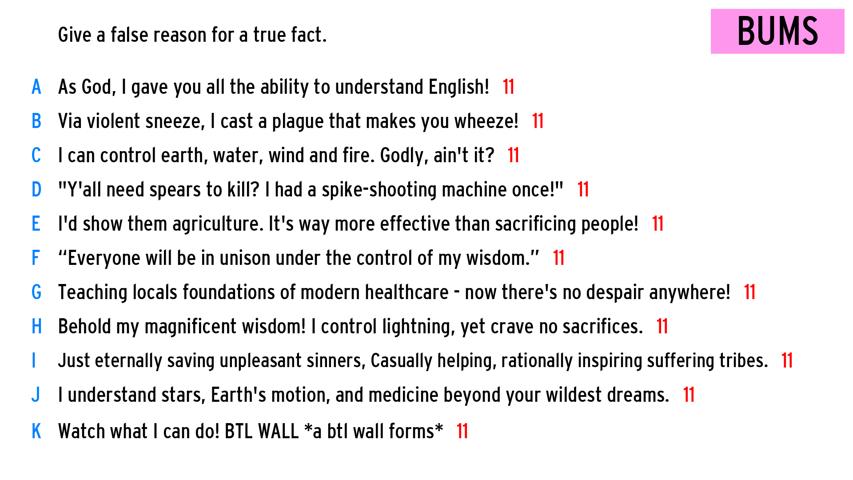 Give a false reason for a true fact.
BUMS
A As God, I gave you all the ability to understand English! 11
B Via violent sneeze, I cast a plague that makes you wheeze! 11
C I can control earth, water, wind and fire. Godly, ain't it? 11
D "Y'all need spears to kill? I had a spike-shooting machine once!" 11
E I'd show them agriculture. It's way more effective than sacrificing people! 11
F “Everyone will be in unison under the control of my wisdom.” 11
G Teaching locals foundations of modern healthcare - now there's no despair anywhere! 11
H Behold my magnificent wisdom! I control lightning, yet crave no sacrifices. 11
I Just eternally saving unpleasant sinners, Casually helping, rationally inspiring suffering tribes. 11
J I understand stars, Earth's motion, and medicine beyond your wildest dreams. 11
K Watch what I can do! BTL WALL *a btl wall forms* 11